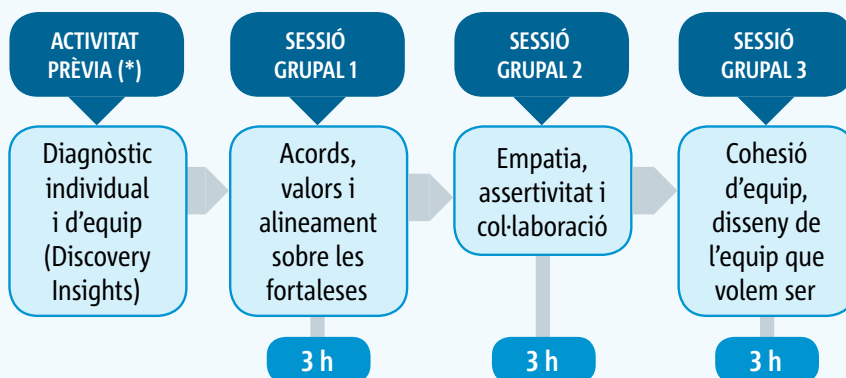 ACTIVITAT
PRÈVIA (*)
SESSIÓ
GRUPAL 1
SESSIÓ
GRUPAL 2
SESSIÓ
GRUPAL 3
Diagnòstic
individual
i d’equip
(Discovery
Insights)
Acords,
valors i
alineament
sobre les
fortaleses
Empatia,
assertivitat i
col·laboració
Cohesió
d’equip,
disseny de
l’equip que
volem ser
3 h
3 h
3 h